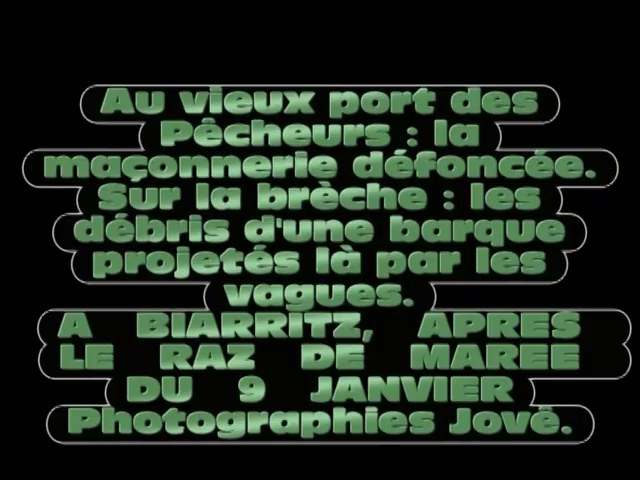 Au vieux port des
Pêcheurs : la
maçonnerie défoncée.
Sur la brèche : les
débris d'une barque
projetés là par les
vagues.
A BIARRITZ, APRES
LE RAZ DE MAREE
DU 9 JANVIER
Photographies Jovê.